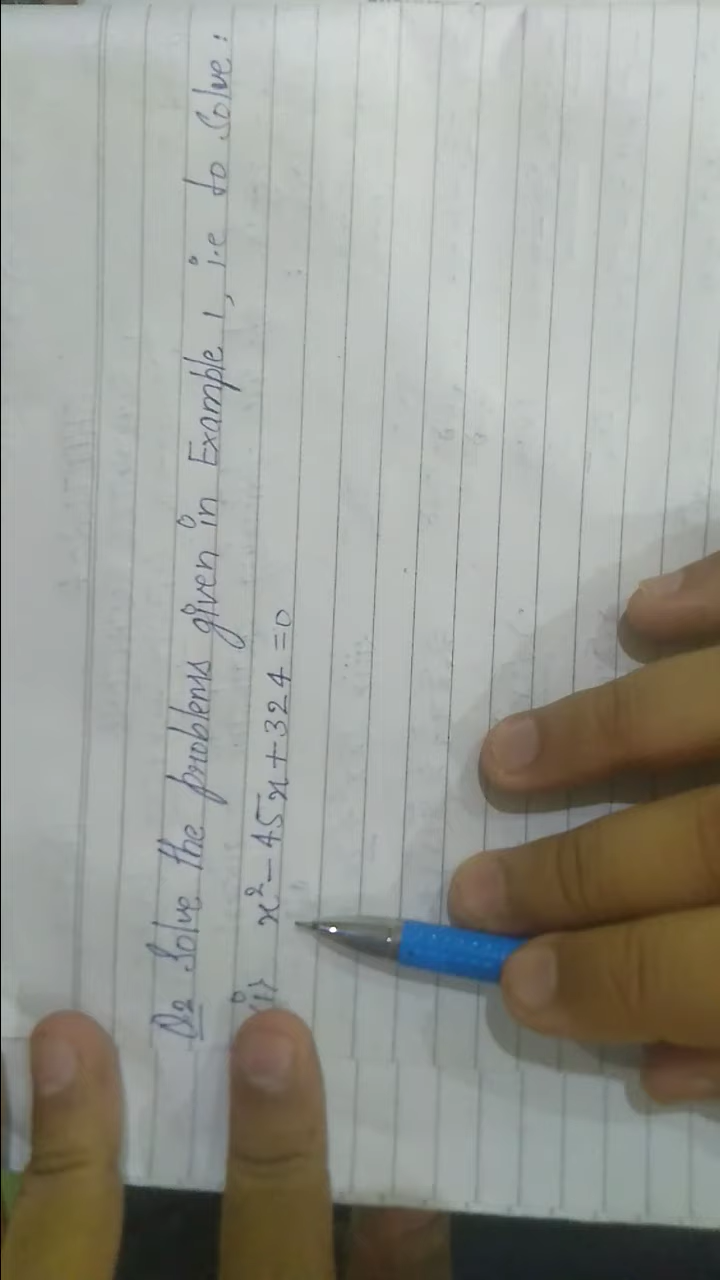 Q2 Solve the problems given in Example 1, i.e to solve:
(i) x² - 45x + 324 = 0